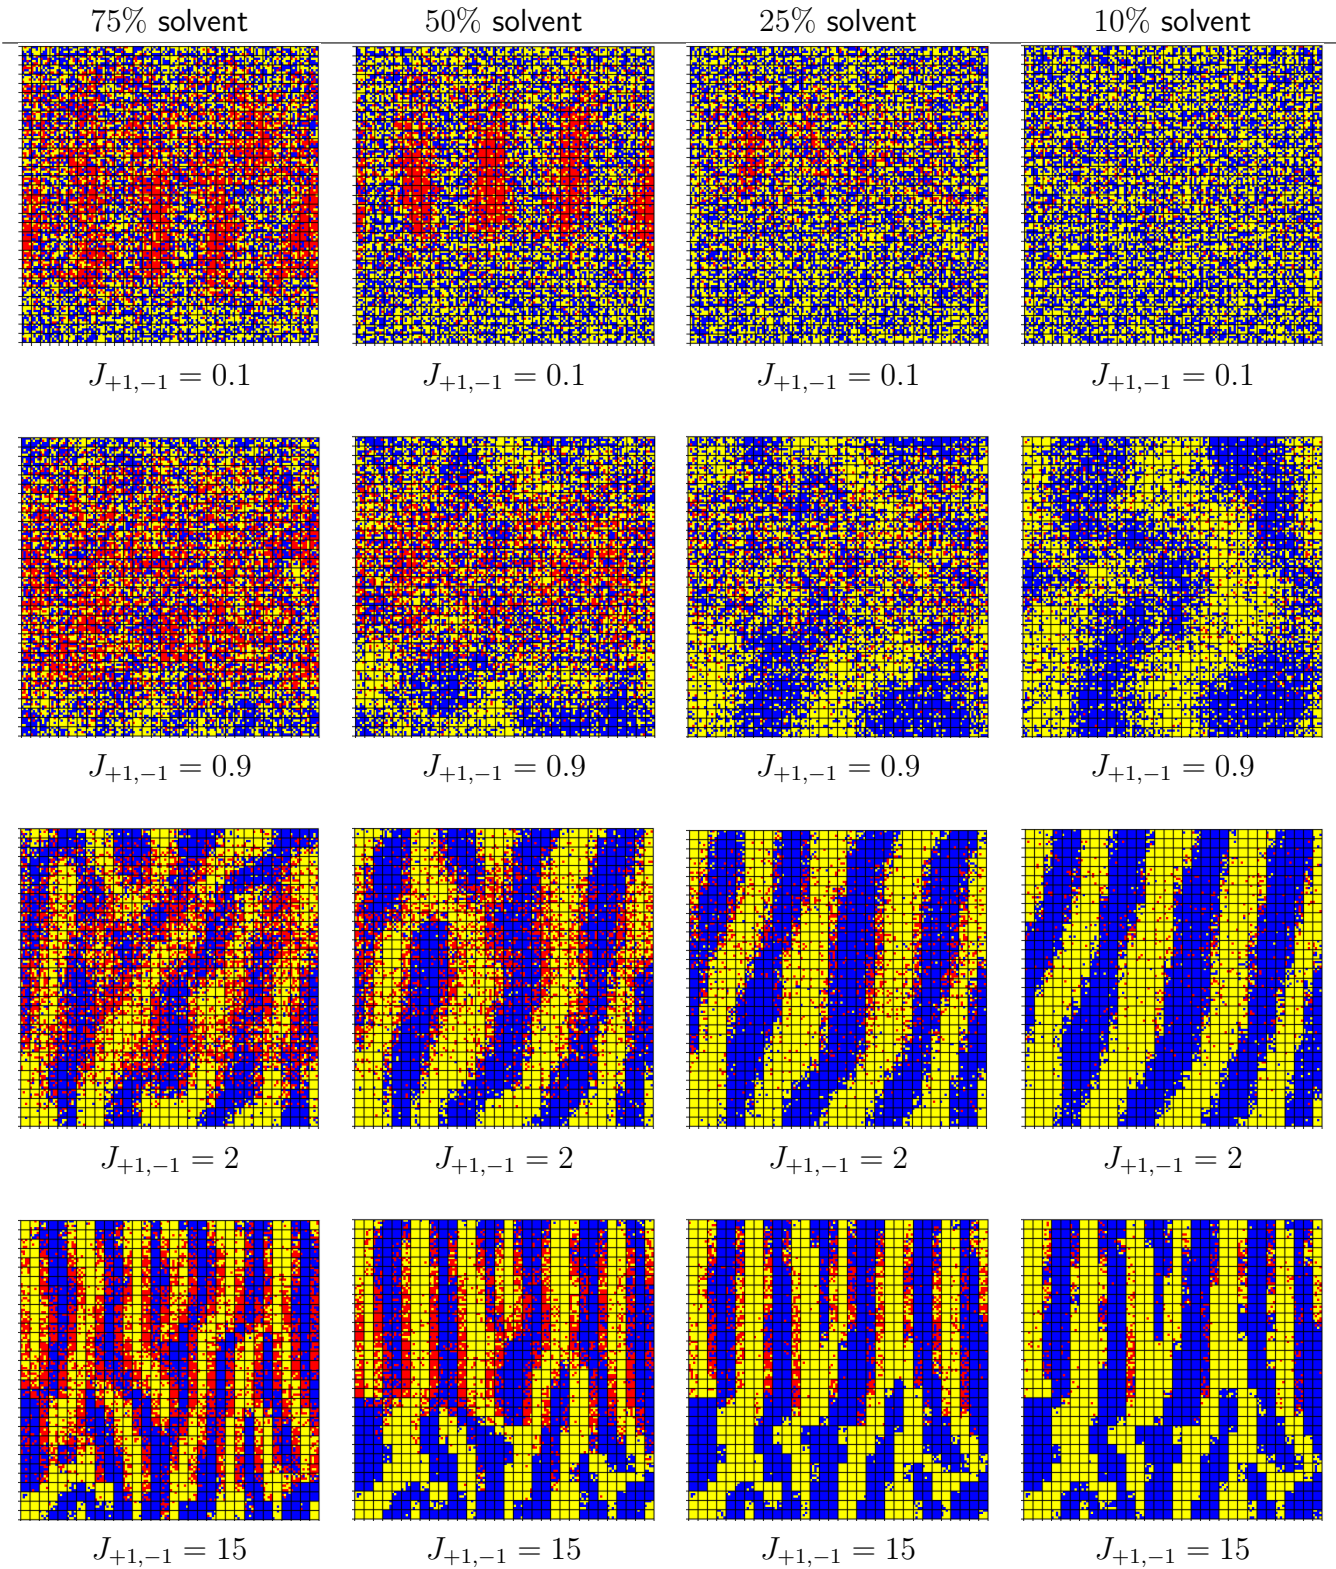 75% solvent 50% solvent 25% solvent 10% solvent
J+1,−1 = 0.1 J+1,−1 = 0.1 J+1,−1 = 0.1 J+1,−1 = 0.1
J+1,−1 = 0.9 J+1,−1 = 0.9 J+1,−1 = 0.9 J+1,−1 = 0.9
J+1,−1 = 2 J+1,−1 = 2 J+1,−1 = 2 J+1,−1 = 2
J+1,−1 = 15 J+1,−1 = 15 J+1,−1 = 15 J+1,−1 = 15